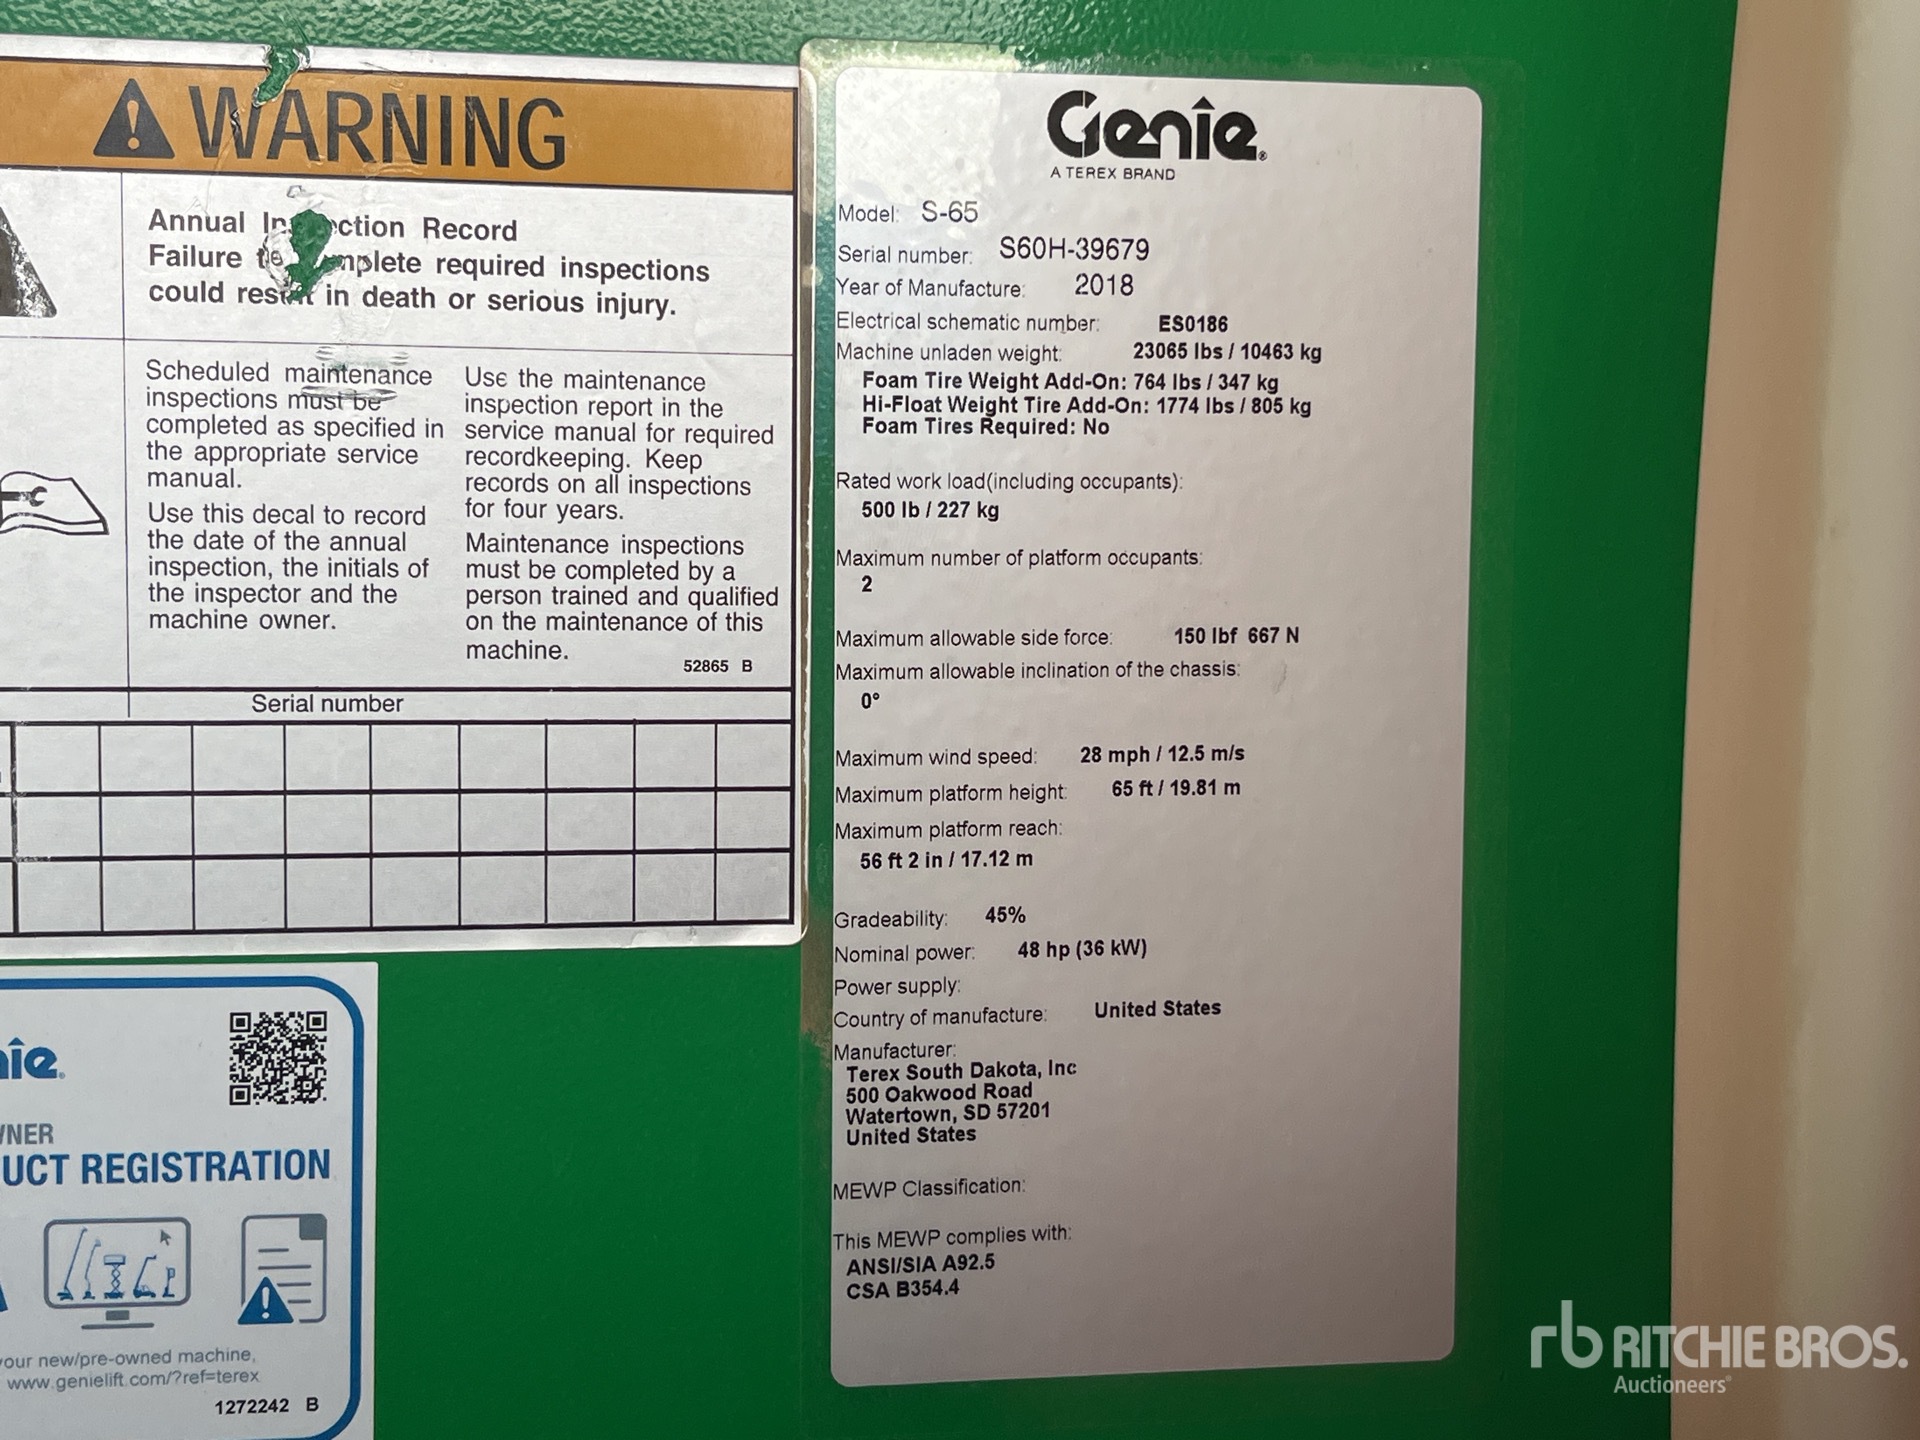 WARNING
Annual In ction Record
Failure mplete required inspections
could result in death or serious injury.
Scheduled maintenance
inspections must be
completed as specified in
the appropriate service
manual.
Use this decal to record
the date of the annual
inspection, the initials of
the inspector and the
machine owner.
Use the maintenance
inspection report in the
service manual for required
recordkeeping. Keep
records on all inspections
for four years.
Maintenance inspections
must be completed by a
person trained and qualified
on the maintenance of this
machine.
52865 B
Serial number
nie.
WNER
UCT REGISTRATION
your new/pre-owned machine,
www.genielift.com/?ref=terex
1272242 B
Genie®
A TEREX BRAND
Model: S-65
Serial number: S60H-39679
Year of Manufacture: 2018
Electrical schematic number: ES0186
Machine unladen weight: 23065 lbs / 10463 kg
Foam Tire Weight Add-On: 764 lbs / 347 kg
Hi-Float Weight Tire Add-On: 1774 lbs / 805 kg
Foam Tires Required: No
Rated work load(including occupants):
500 lb / 227 kg
Maximum number of platform occupants:
2
Maximum allowable side force: 150 lbf 667 N
Maximum allowable inclination of the chassis:
0°
Maximum wind speed: 28 mph / 12.5 m/s
Maximum platform height: 65 ft / 19.81 m
Maximum platform reach:
56 ft 2 in / 17.12 m
Gradeability: 45%
Nominal power: 48 hp (36 kW)
Power supply:
Country of manufacture: United States
Manufacturer:
Terex South Dakota, Inc
500 Oakwood Road
Watertown, SD 57201
United States
MEWP Classification:
This MEWP complies with:
ANSI/SIA A92.5
CSA B354.4
rb RITCHIE BROS.
Auctioneers